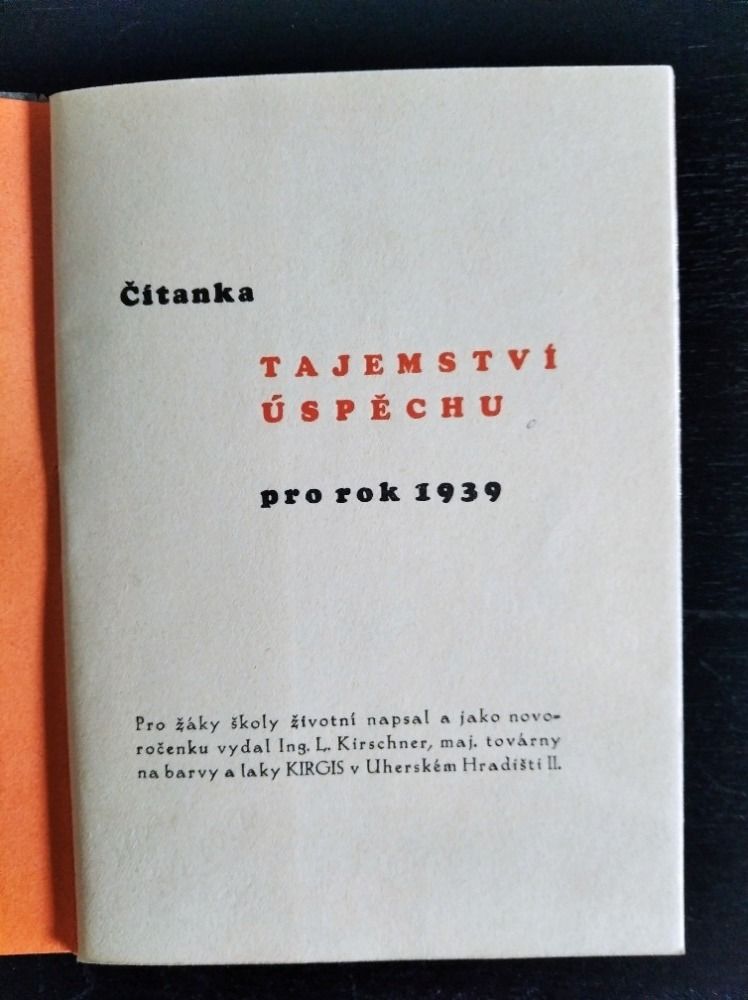 Čítanka
TAJEMSTVÍ
ÚSPĚCHU
pro rok 1939
Pro žáky školy životní napsal a jako novo-
ročenku vydal Ing. L. Kirschner, maj. továrny
na barvy a laky KIRGIS v Uherském Hradišti II.